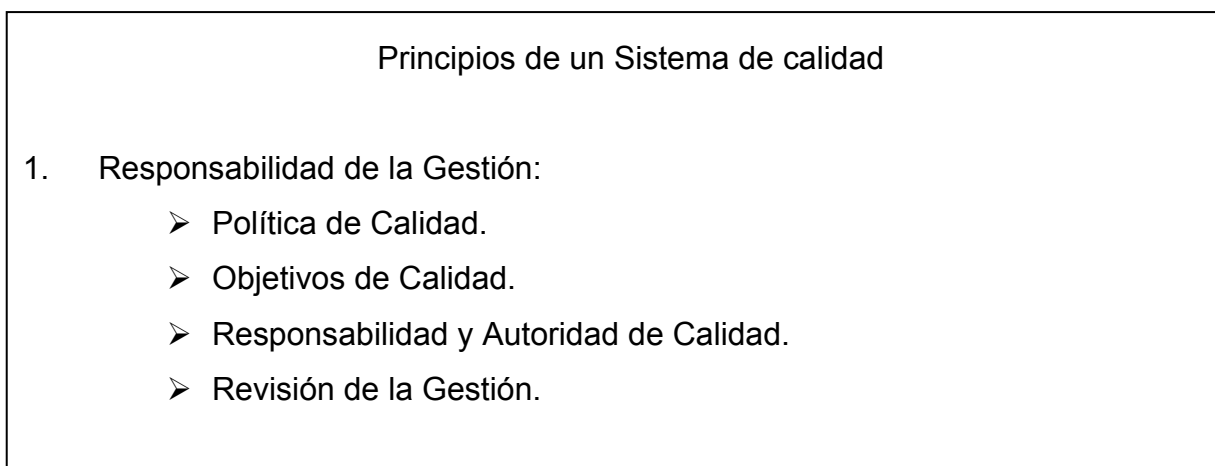 Principios de un Sistema de calidad
1. Responsabilidad de la Gestión:
➢ Política de Calidad.
➢ Objetivos de Calidad.
➢ Responsabilidad y Autoridad de Calidad.
➢ Revisión de la Gestión.